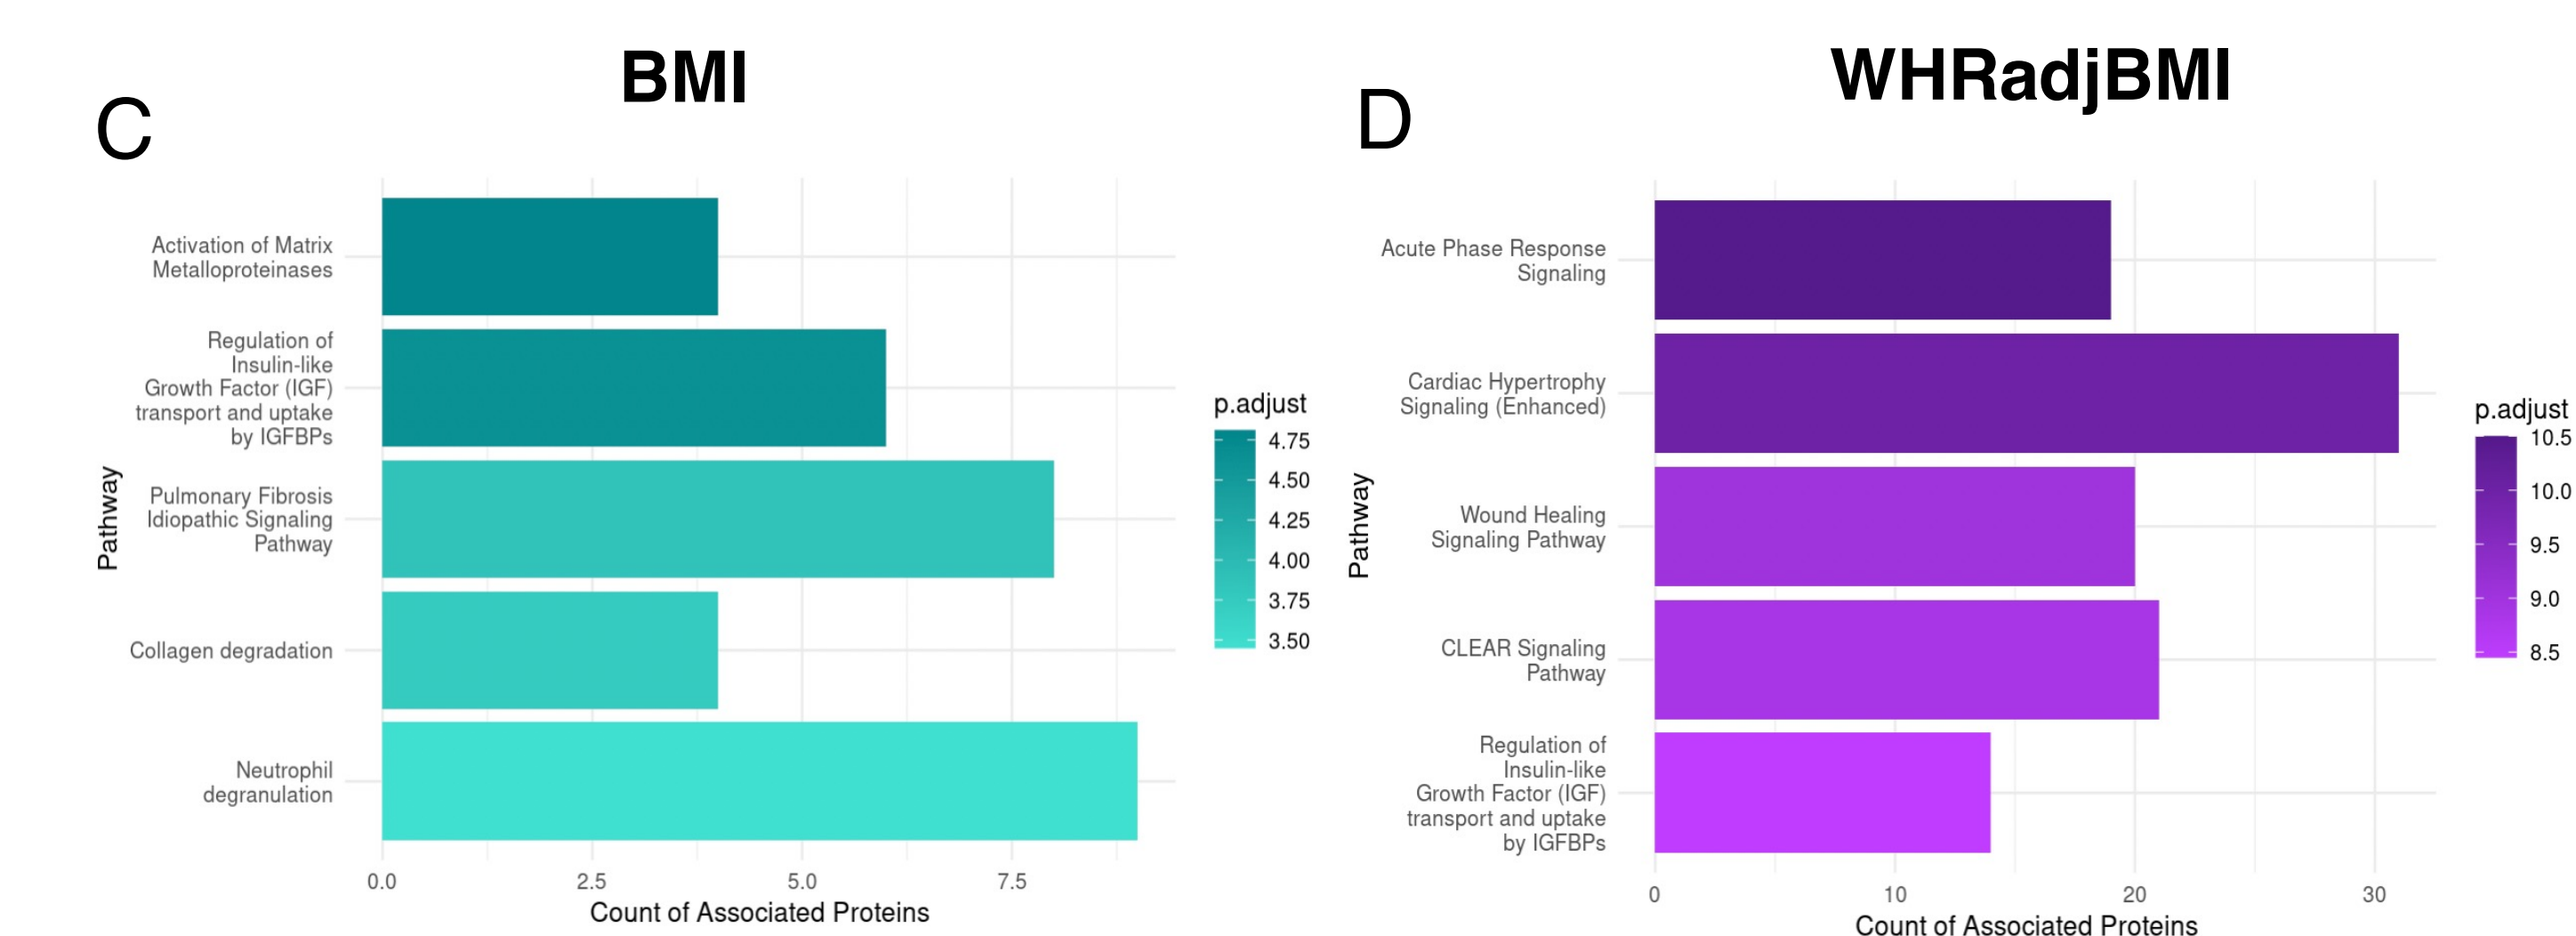 C
BMI
Activation of Matrix
Metalloproteinases
Regulation of
Insulin-like
Growth Factor (IGF)
transport and uptake
by IGFBPs
Pulmonary Fibrosis
Idiopathic Signaling
Pathway
Collagen degradation
Neutrophil
degranulation
Pathway
0.0
2.5
5.0
7.5
Count of Associated Proteins
p.adjust
4.75
4.50
4.25
4.00
3.75
3.50
D
WHRadjBMI
Acute Phase Response
Signaling
Cardiac Hypertrophy
Signaling (Enhanced)
Wound Healing
Signaling Pathway
CLEAR Signaling
Pathway
Regulation of
Insulin-like
Growth Factor (IGF)
transport and uptake
by IGFBPs
Pathway
0
10
20
30
Count of Associated Proteins
p.adjust
10.5
10.0
9.5
9.0
8.5